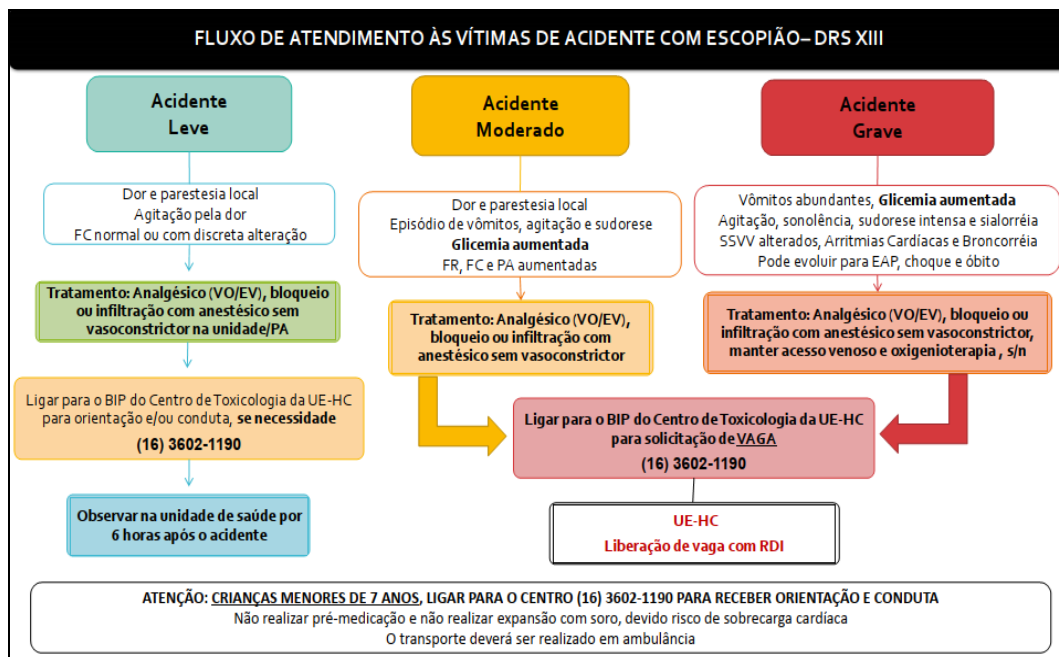 FLUXO DE ATENDIMENTO ÀS VÍTIMAS DE ACIDENTE COM ESCOPIÃO– DRS XIII
Acidente
Leve
Dor e parestesia local
Agitação pela dor
FC normal ou com discreta alteração
Tratamento: Analgésico (VO/EV), bloqueio
ou infiltração com anestésico sem
vasoconstrictor na unidade/PA
Ligar para o BIP do Centro de Toxicologia da UE-HC
para orientação e/ou conduta, se necessidade
(16) 3602-1190
Observar na unidade de saúde por
6 horas após o acidente
Acidente
Moderado
Dor e parestesia local
Episódio de vômitos, agitação e sudorese
Glicemia aumentada
FR, FC e PA aumentadas
Tratamento: Analgésico (VO/EV),
bloqueio ou infiltração com
anestésico sem vasoconstrictor
Acidente
Grave
Vômitos abundantes, Glicemia aumentada
Agitação, sonolência, sudorese intensa e sialorréia
SSVV alterados, Arritmias Cardíacas e Broncorréia
Pode evoluir para EAP, choque e óbito
Tratamento: Analgésico (VO/EV), bloqueio ou
infiltração com anestésico sem vasoconstrictor,
manter acesso venoso e oxigenioterapia , s/n
Ligar para o BIP do Centro de Toxicologia da UE-HC
para solicitação de VAGA
(16) 3602-1190
UE-HC
Liberação de vaga com RDI
ATENÇÃO: CRIANÇAS MENORES DE 7 ANOS, LIGAR PARA O CENTRO (16) 3602-1190 PARA RECEBER ORIENTAÇÃO E CONDUTA
Não realizar pré-medicação e não realizar expansão com soro, devido risco de sobrecarga cardíaca
O transporte deverá ser realizado em ambulância